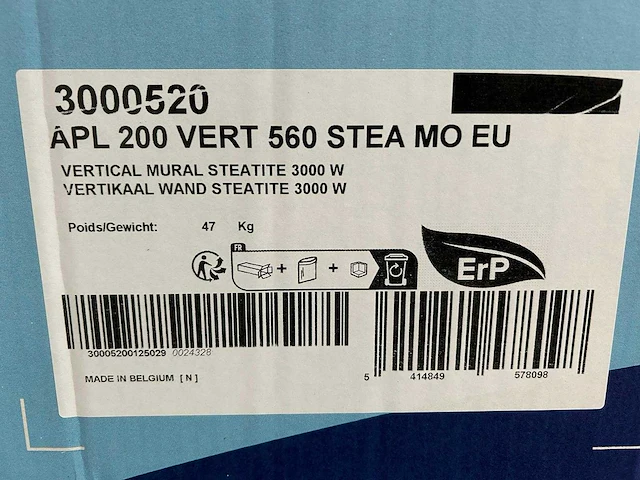 3000520
APL 200 VERT 560 STEA MO EU
VERTICAL MURAL STEATITE 3000 W
VERTIKAAL WAND STEATITE 3000 W
Poids/Gewicht: 47 Kg
FR
+ +
ErP
30005200125029 0024328
5 414849 578098
MADE IN BELGIUM [ N ]